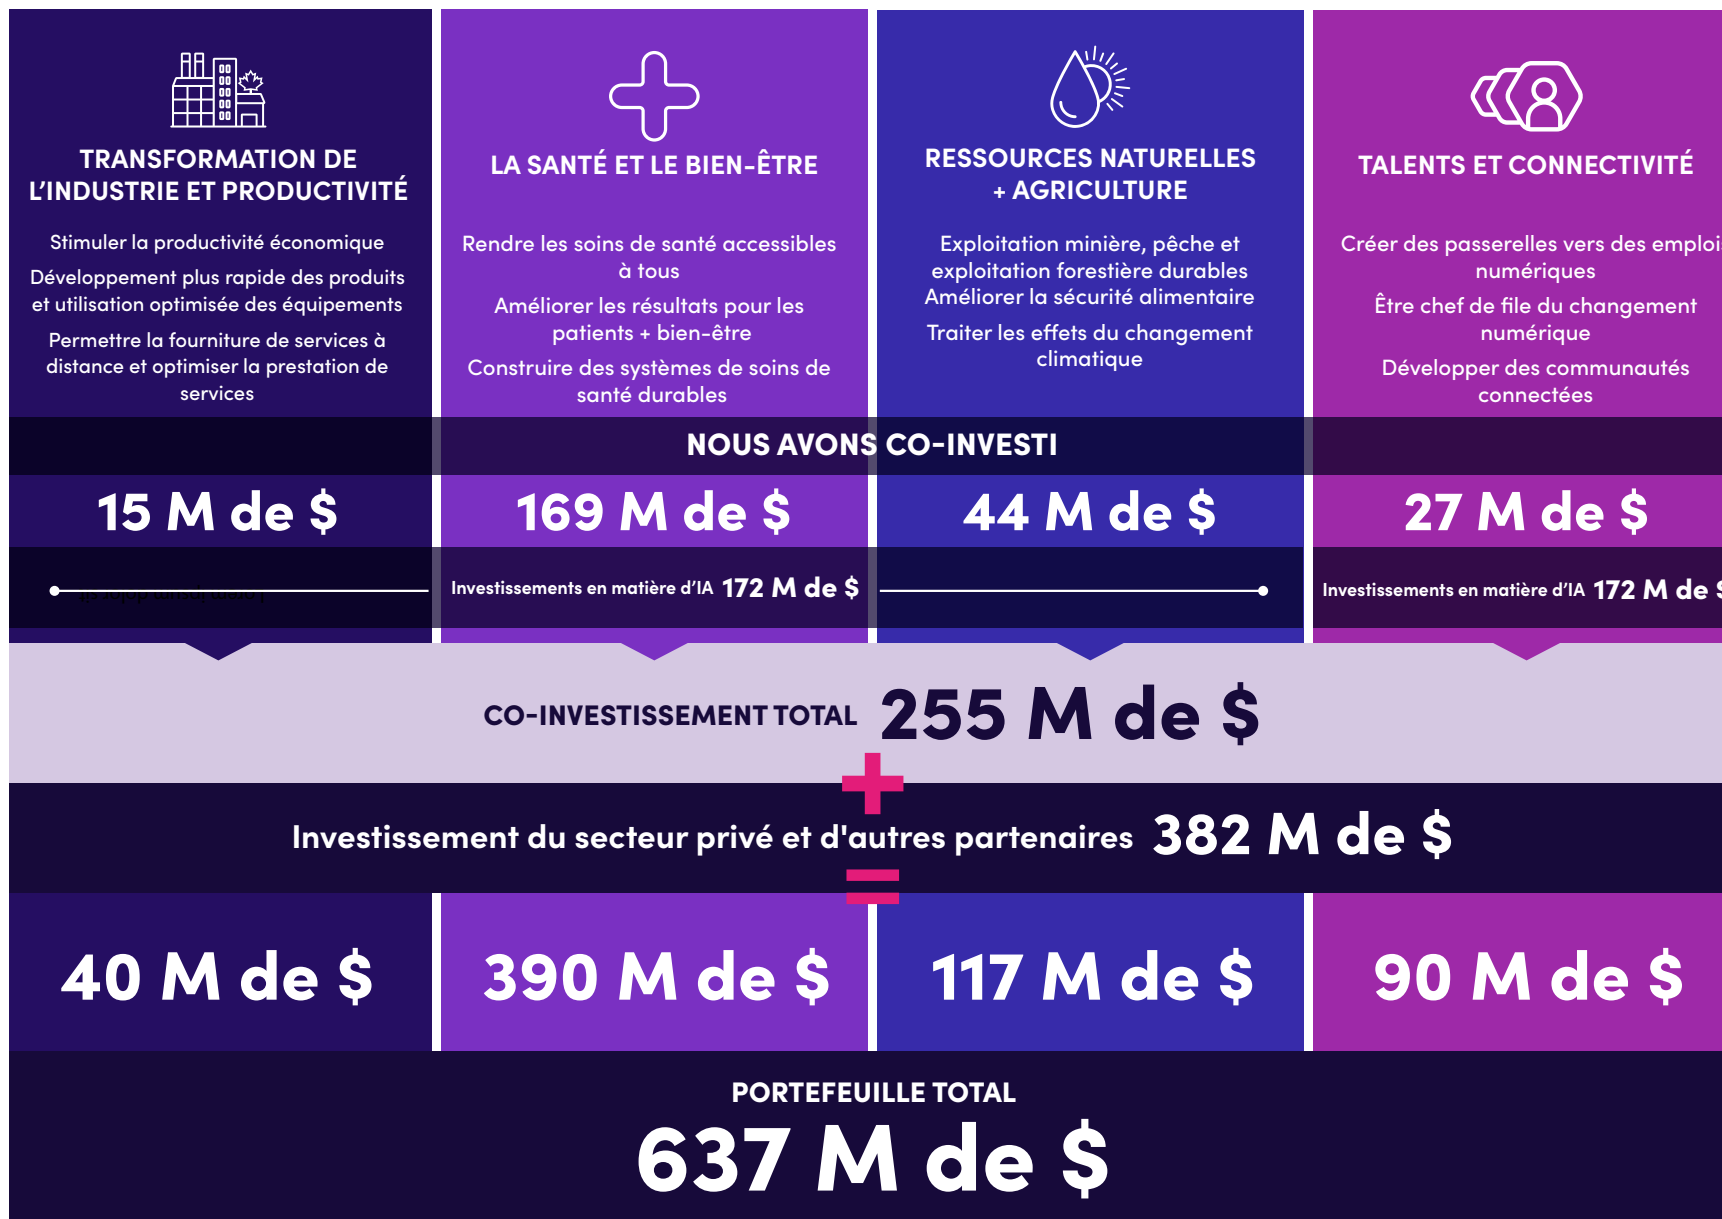 TRANSFORMATION DE
L’INDUSTRIE ET PRODUCTIVITÉ
Stimuler la productivité économique
Développement plus rapide des produits
et utilisation optimisée des équipements
Permettre la fourniture de services à
distance et optimiser la prestation de
services
LA SANTÉ ET LE BIEN-ÊTRE
Rendre les soins de santé accessibles
à tous
Améliorer les résultats pour les
patients + bien-être
Construire des systèmes de soins de
santé durables
RESSOURCES NATURELLES
+ AGRICULTURE
Exploitation minière, pêche et
exploitation forestière durables
Améliorer la sécurité alimentaire
Traiter les effets du changement
climatique
TALENTS ET CONNECTIVITÉ
Créer des passerelles vers des emploi
numériques
Être chef de file du changement
numérique
Développer des communautés
connectées
NOUS AVONS CO-INVESTI
15 M de $
169 M de $
44 M de $
27 M de $
Investissements en matière d’IA 172 M de $
Investissements en matière d’IA 172 M de $
CO-INVESTISSEMENT TOTAL 255 M de $
+
Investissement du secteur privé et d'autres partenaires 382 M de $
=
40 M de $
390 M de $
117 M de $
90 M de $
PORTEFEUILLE TOTAL
637 M de $